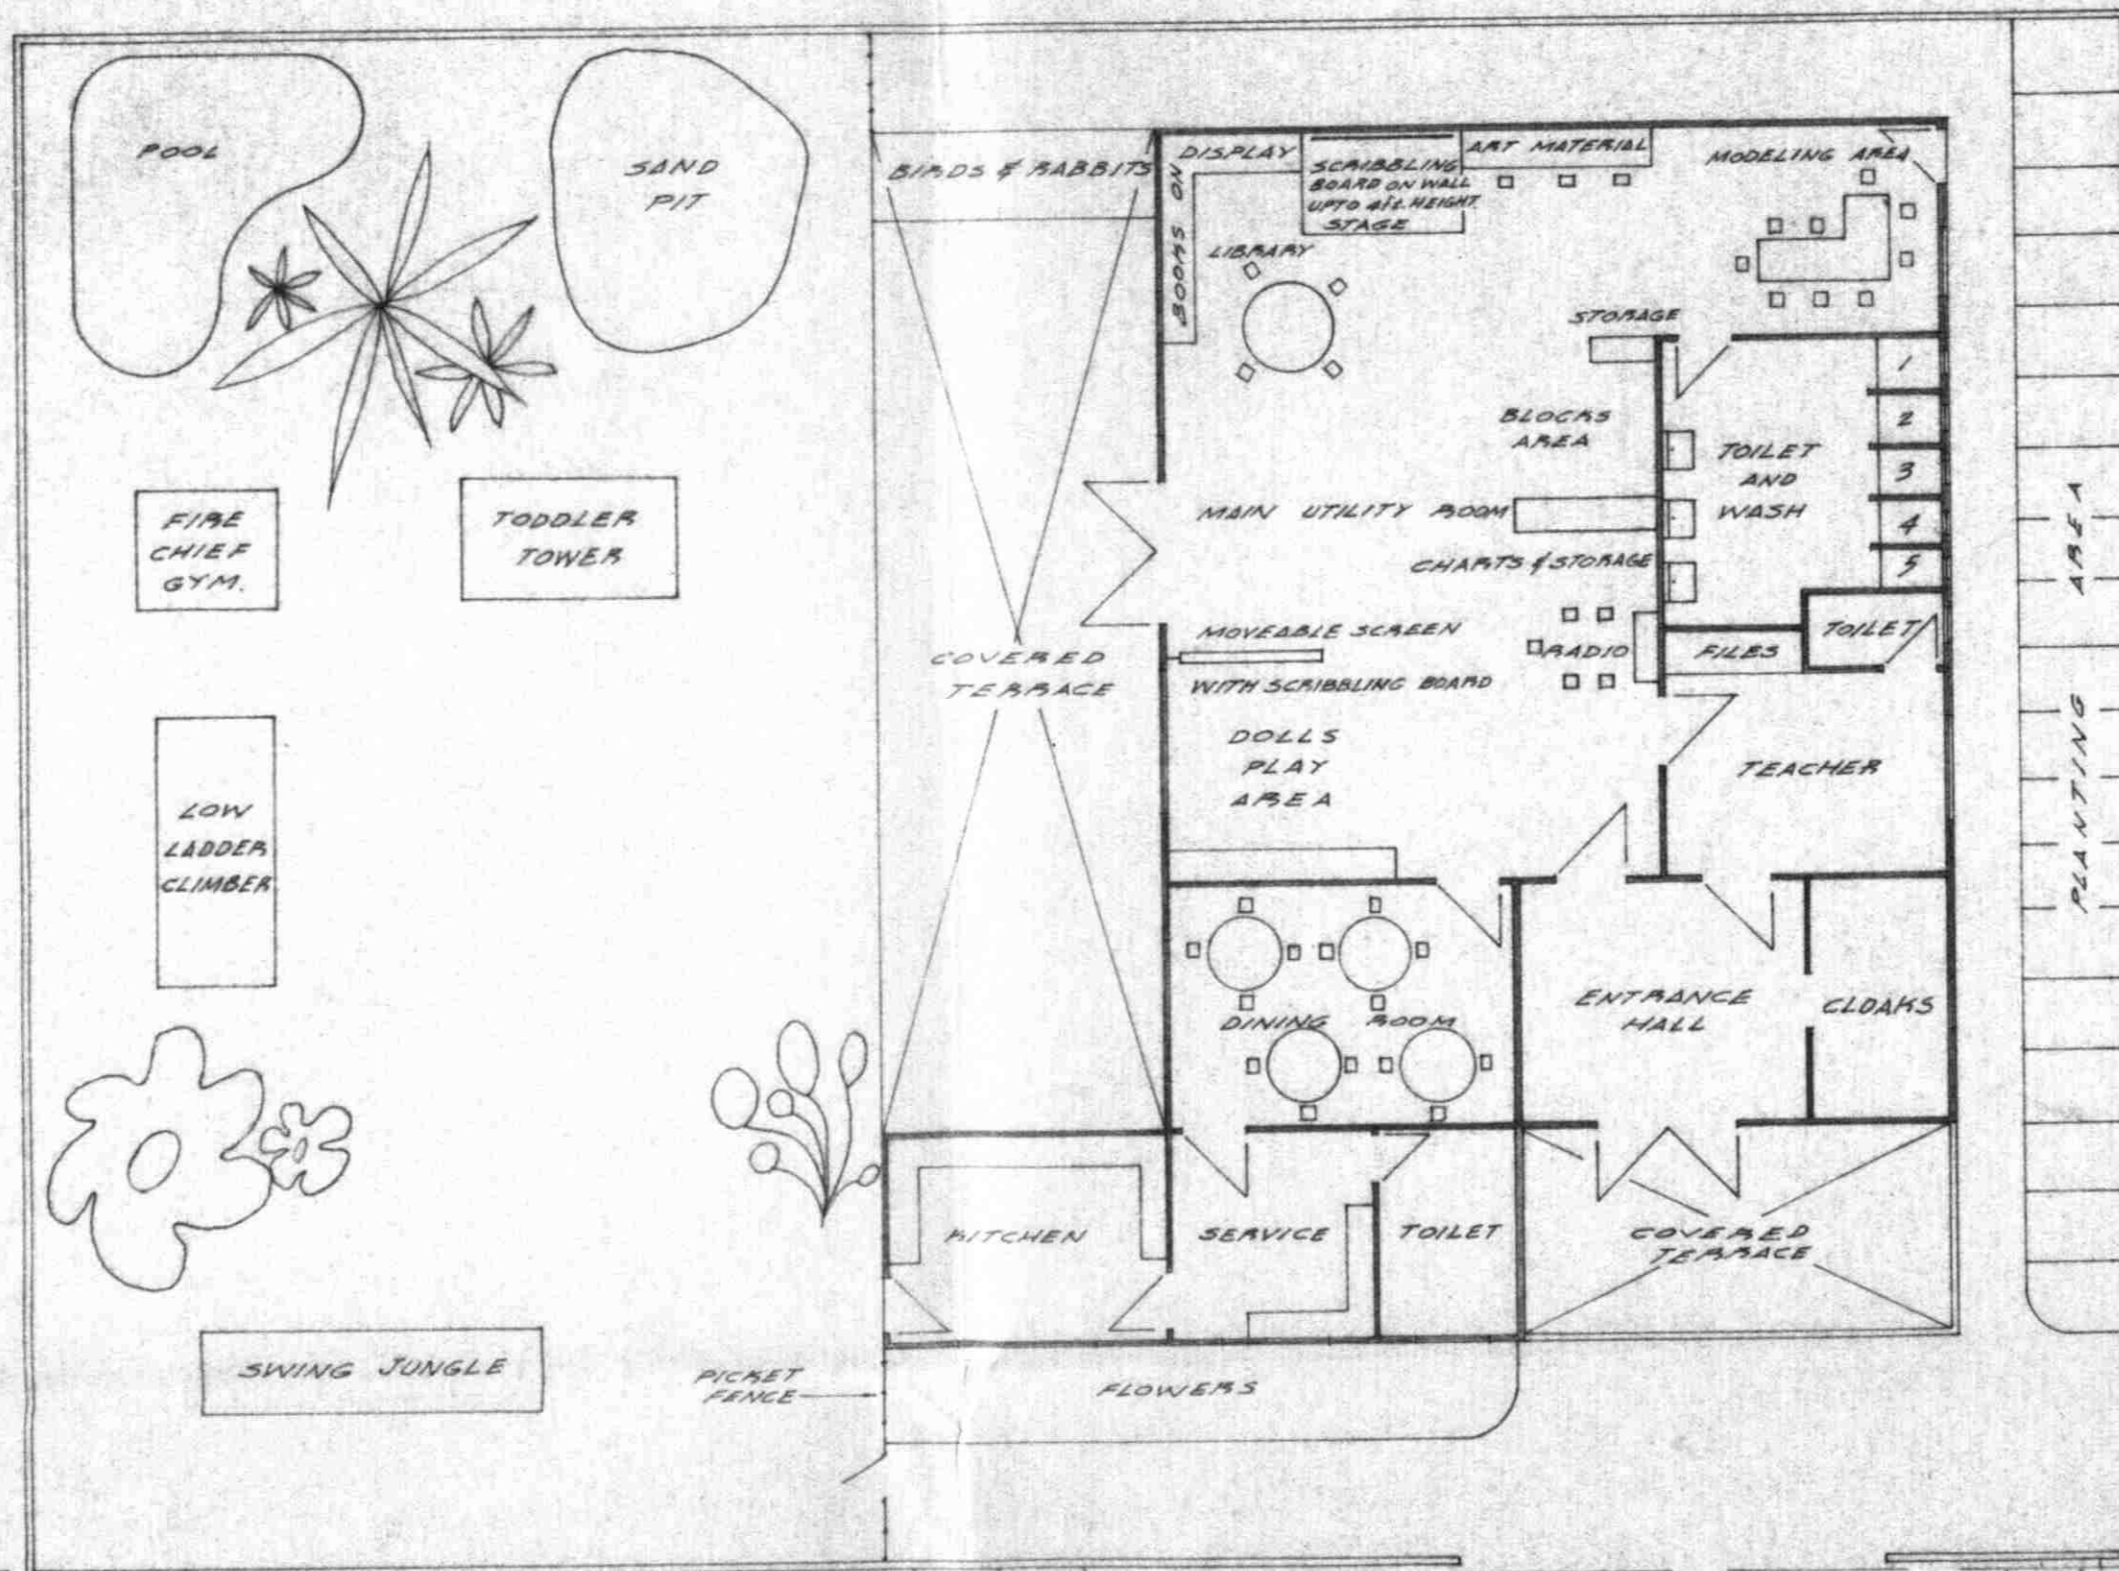 POOL
SAND
PIT
BIRDS & RABBITS
BOOKS ON
DISPLAY
SCRIBBLING
BOARD ON WALL
UPTO 4ft. HEIGHT
STAGE
ART MATERIAL
MODELING AREA
LIBRARY
STORAGE
BLOCKS
AREA
1
2
3
4
5
TOILET
AND
WASH
FIRE
CHIEF
GYM.
TODDLER
TOWER
MAIN UTILITY ROOM
CHARTS & STORAGE
MOVEABLE SCREEN
WITH SCRIBBLING BOARD
RADIO
FILES
TOILET
COVERED
TERRACE
DOLLS
PLAY
AREA
TEACHER
PLANTING AREA
LOW
LADDER
CLIMBER
DINING ROOM
ENTRANCE
HALL
CLOAKS
KITCHEN
SERVICE
TOILET
COVERED
TERRACE
SWING JUNGLE
PICKET
FENCE
FLOWERS